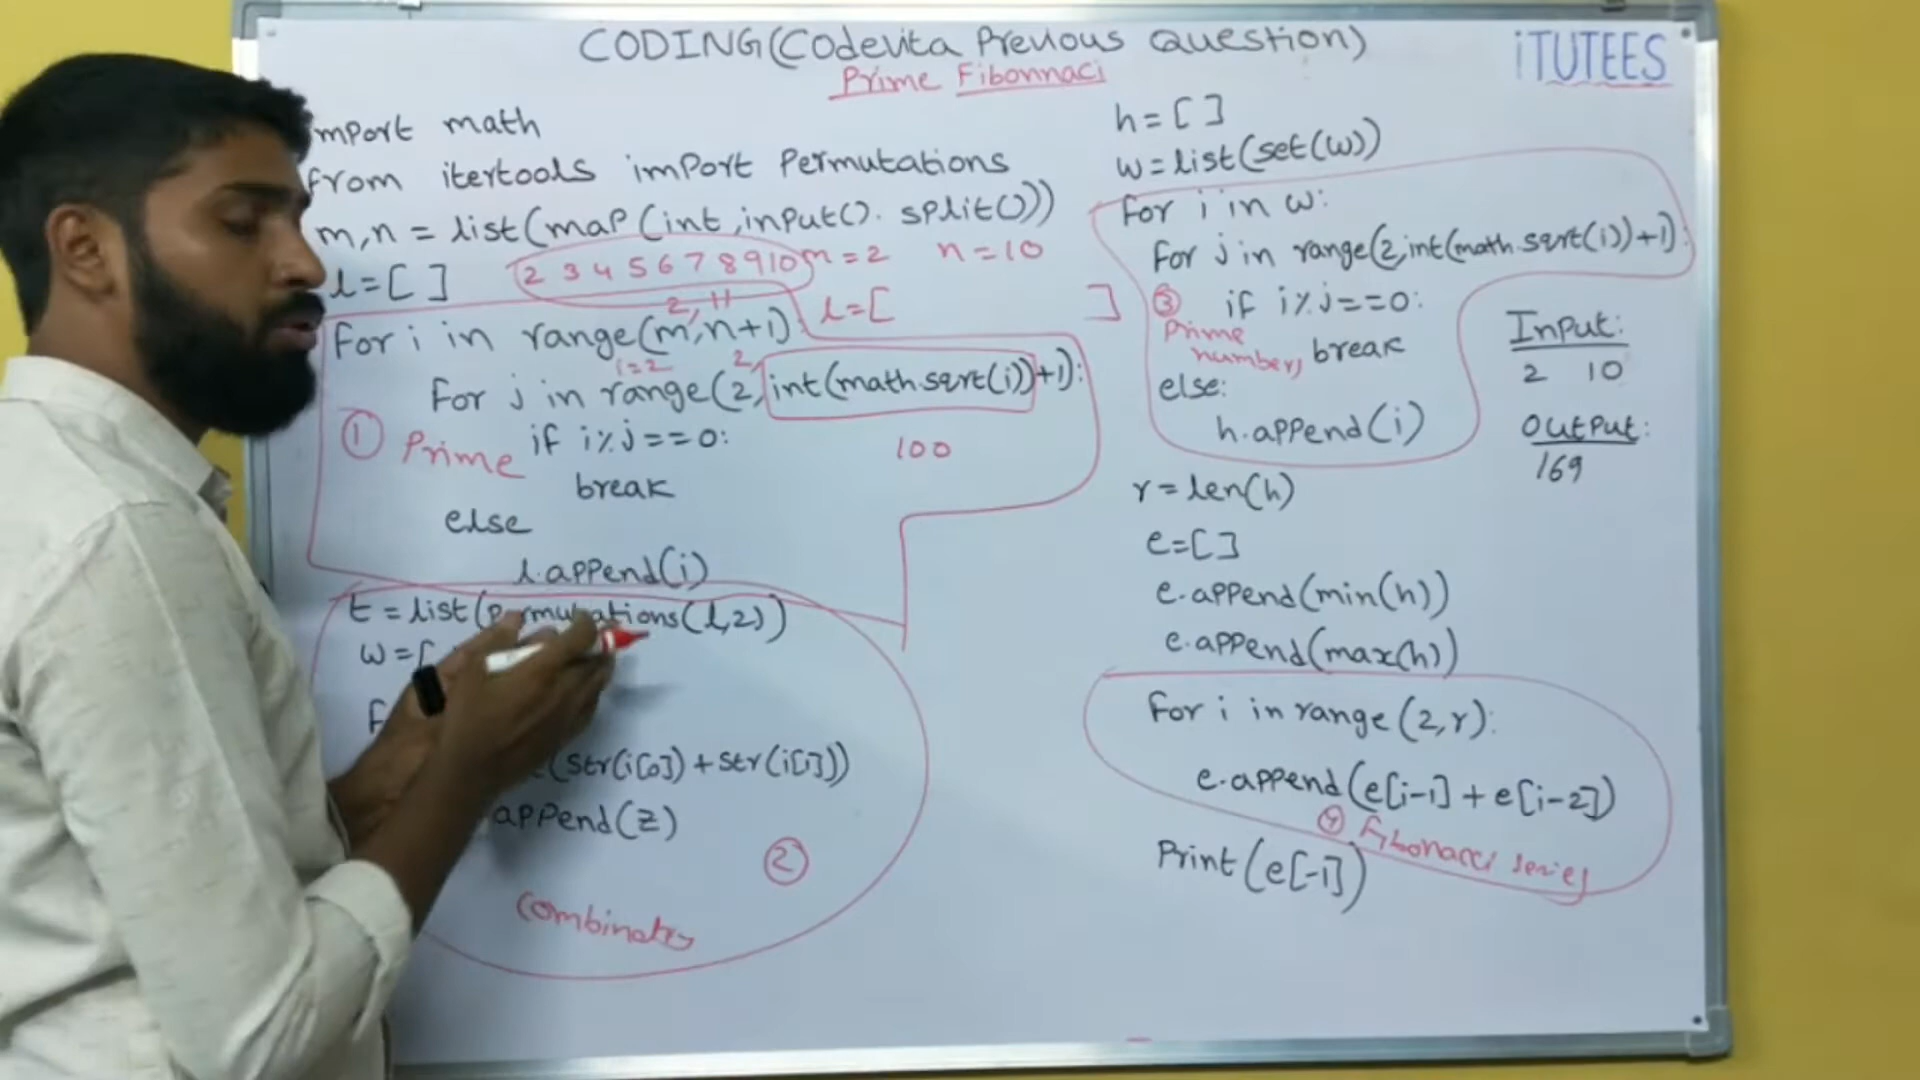 CODING(Codevita Previous Question)
Prime Fibonnaci
iTUTEES
mport math
from itertools import Permutations
m,n = list(map(int,input().split()))
l=[ ] 2 3 4 5 6 7 8 9 10 m=2 n=10
2, 11 l=[ ]
for i in range(m,n+1):
i=2 2,
for j in range(2,int(math.sqrt(i))+1):
① Prime if i%j==0: 100
break
else
l.append(i)
t=list(permutations(l,2))
w=[
f
(str(i[0])+str(i[1]))
append(z)
②
h=[ ]
w=list(set(w))
for i in w:
for j in range(2,int(math.sqrt(i))+1):
③ if i%j==0:
Prime
numbers break
else:
h.append(i)
r=len(h)
e=[]
e.append(min(h))
e.append(max(h))
for i in range(2,r):
e.append(e[i-1]+e[i-2])
④ Fibonacci series
Print(e[-1])
Input:
2 10
Output:
169